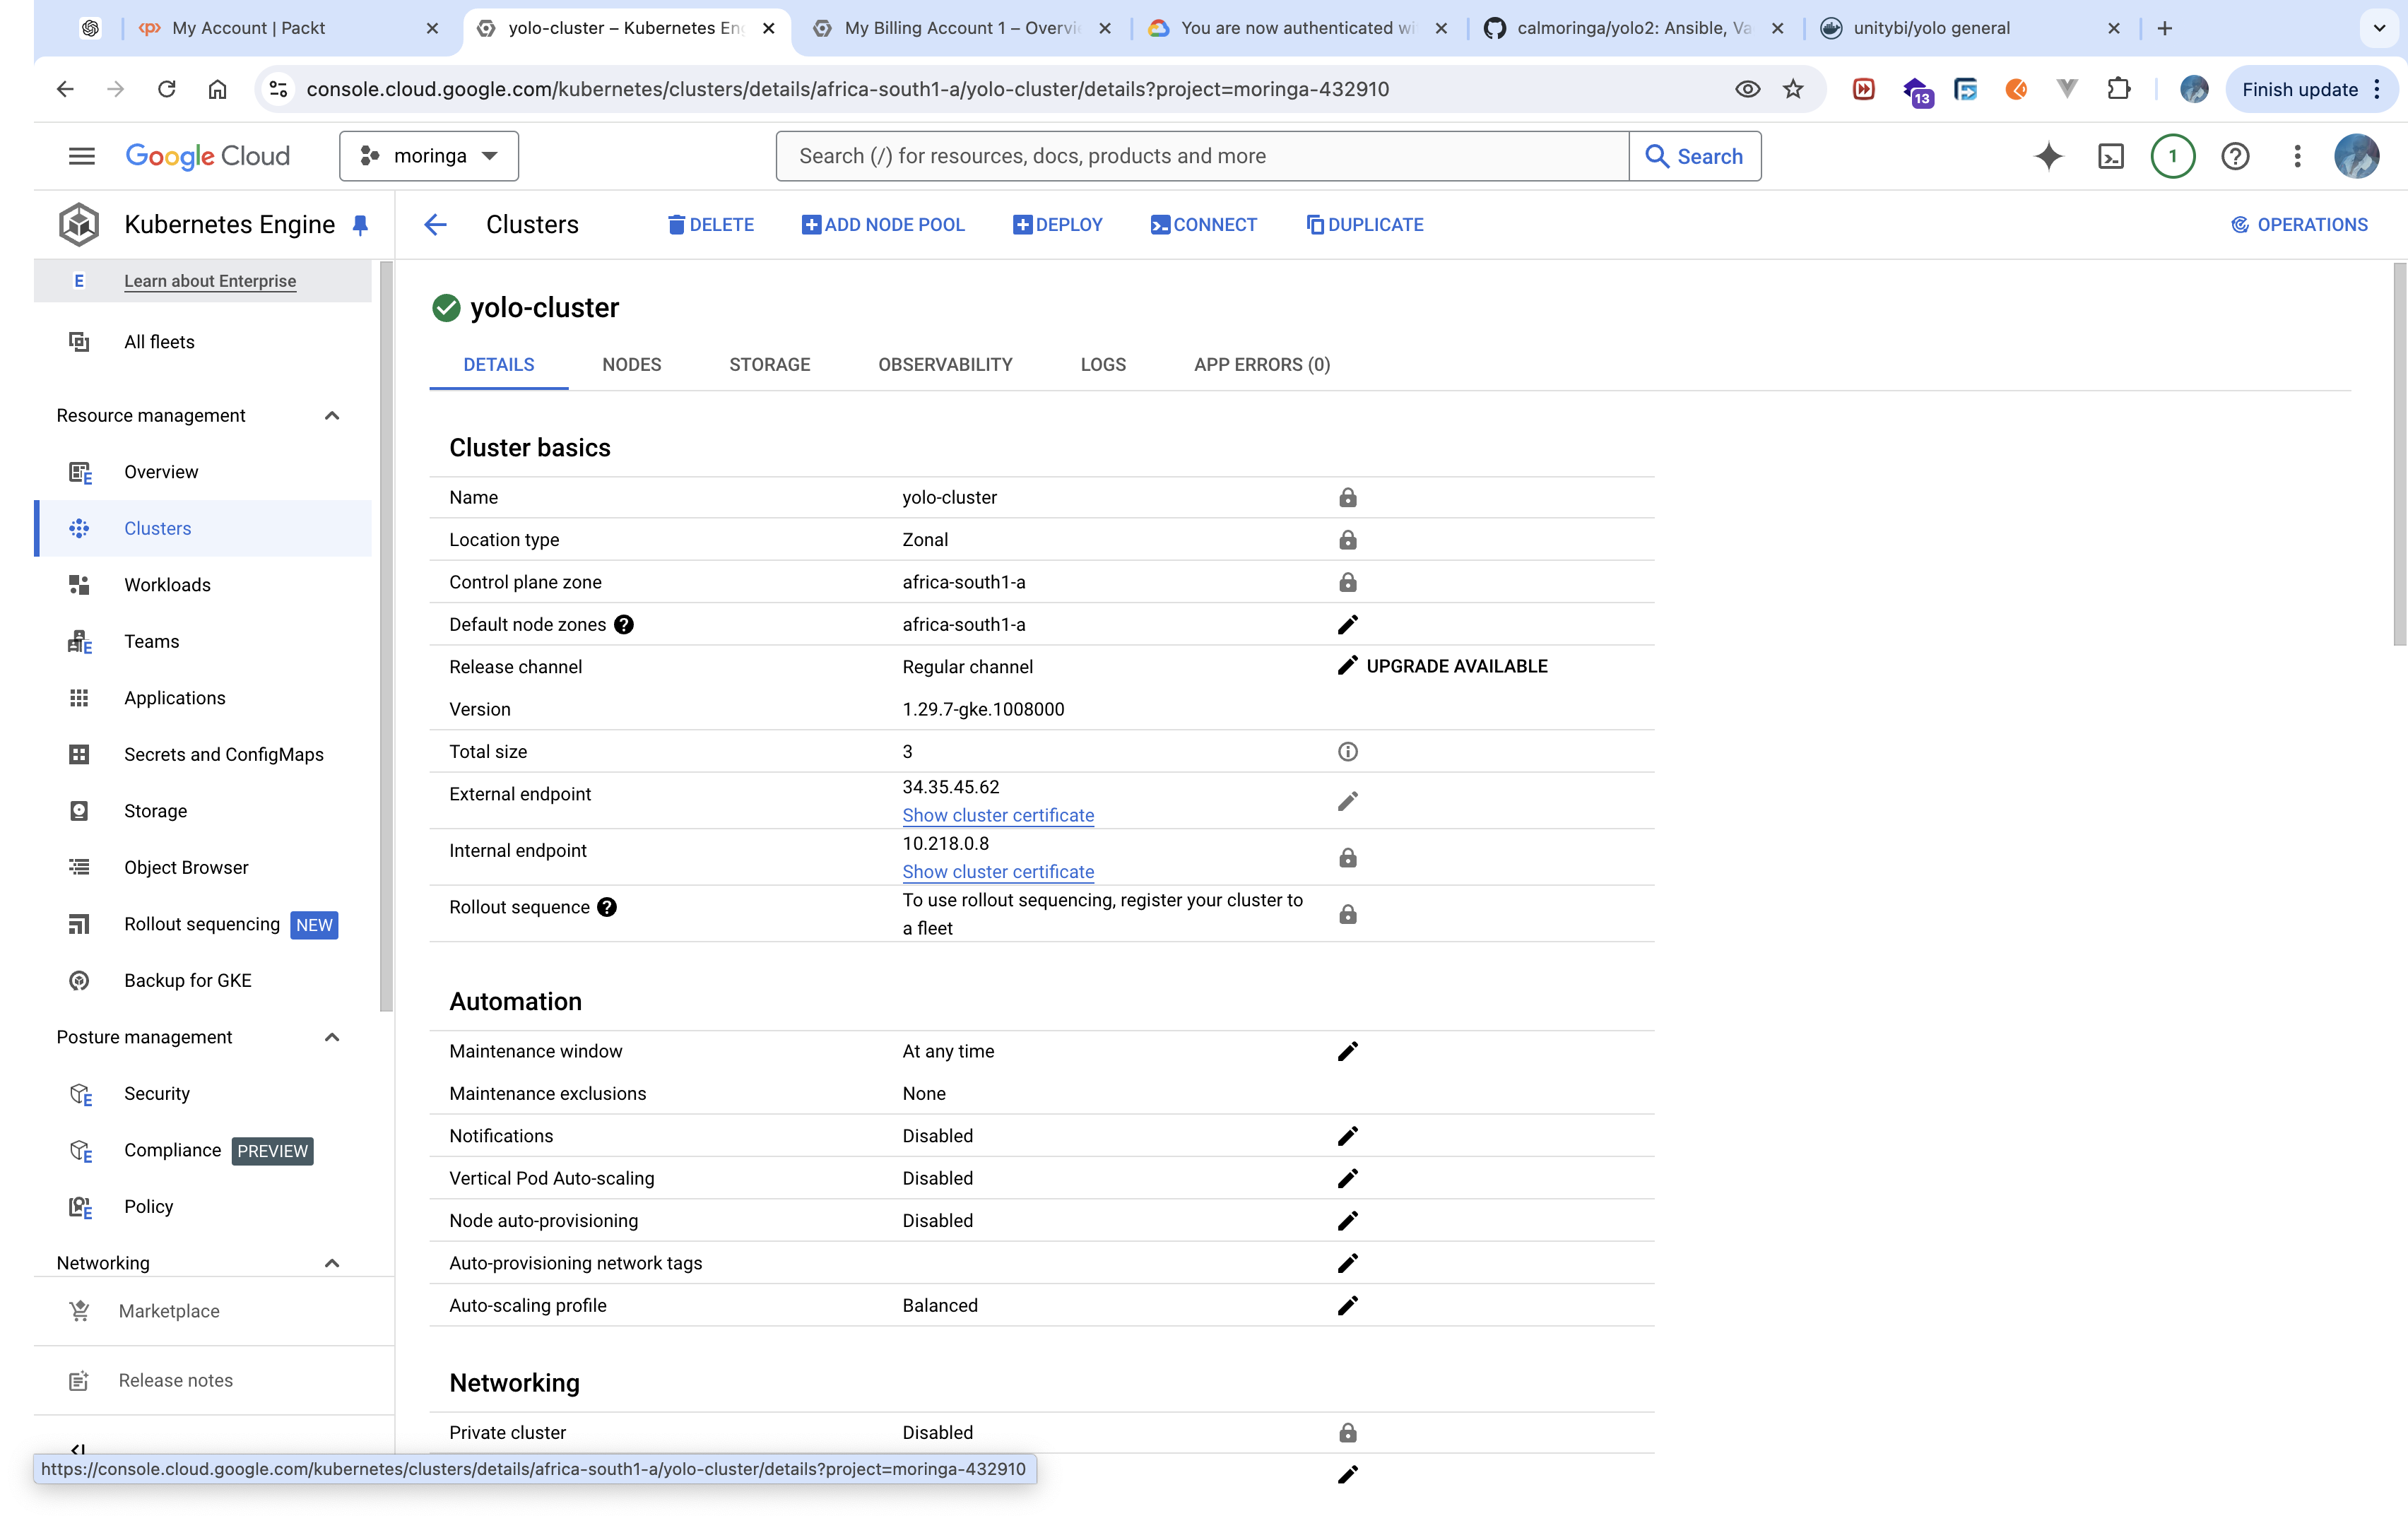 My Account | Packt
yolo-cluster – Kubernetes Eng
My Billing Account 1 – Overvi
You are now authenticated wi
calmoringa/yolo2: Ansible, Va
unitybi/yolo general
console.cloud.google.com/kubernetes/clusters/details/africa-south1-a/yolo-cluster/details?project=moringa-432910
13
Finish update
Google Cloud
moringa
Search (/) for resources, docs, products and more
Search
1
Kubernetes Engine
Clusters
DELETE
ADD NODE POOL
DEPLOY
CONNECT
DUPLICATE
OPERATIONS
E
Learn about Enterprise
All fleets
Resource management
Overview
Clusters
Workloads
Teams
Applications
Secrets and ConfigMaps
Storage
Object Browser
Rollout sequencing NEW
Backup for GKE
Posture management
Security
Compliance PREVIEW
Policy
Networking
Marketplace
Release notes
yolo-cluster
DETAILS
NODES
STORAGE
OBSERVABILITY
LOGS
APP ERRORS (0)
Cluster basics
Name yolo-cluster
Location type Zonal
Control plane zone africa-south1-a
Default node zones africa-south1-a
Release channel Regular channel UPGRADE AVAILABLE
Version 1.29.7-gke.1008000
Total size 3
External endpoint 34.35.45.62
Show cluster certificate
Internal endpoint 10.218.0.8
Show cluster certificate
Rollout sequence To use rollout sequencing, register your cluster to
a fleet
Automation
Maintenance window At any time
Maintenance exclusions None
Notifications Disabled
Vertical Pod Auto-scaling Disabled
Node auto-provisioning Disabled
Auto-provisioning network tags
Auto-scaling profile Balanced
Networking
Private cluster Disabled
https://console.cloud.google.com/kubernetes/clusters/details/africa-south1-a/yolo-cluster/details?project=moringa-432910